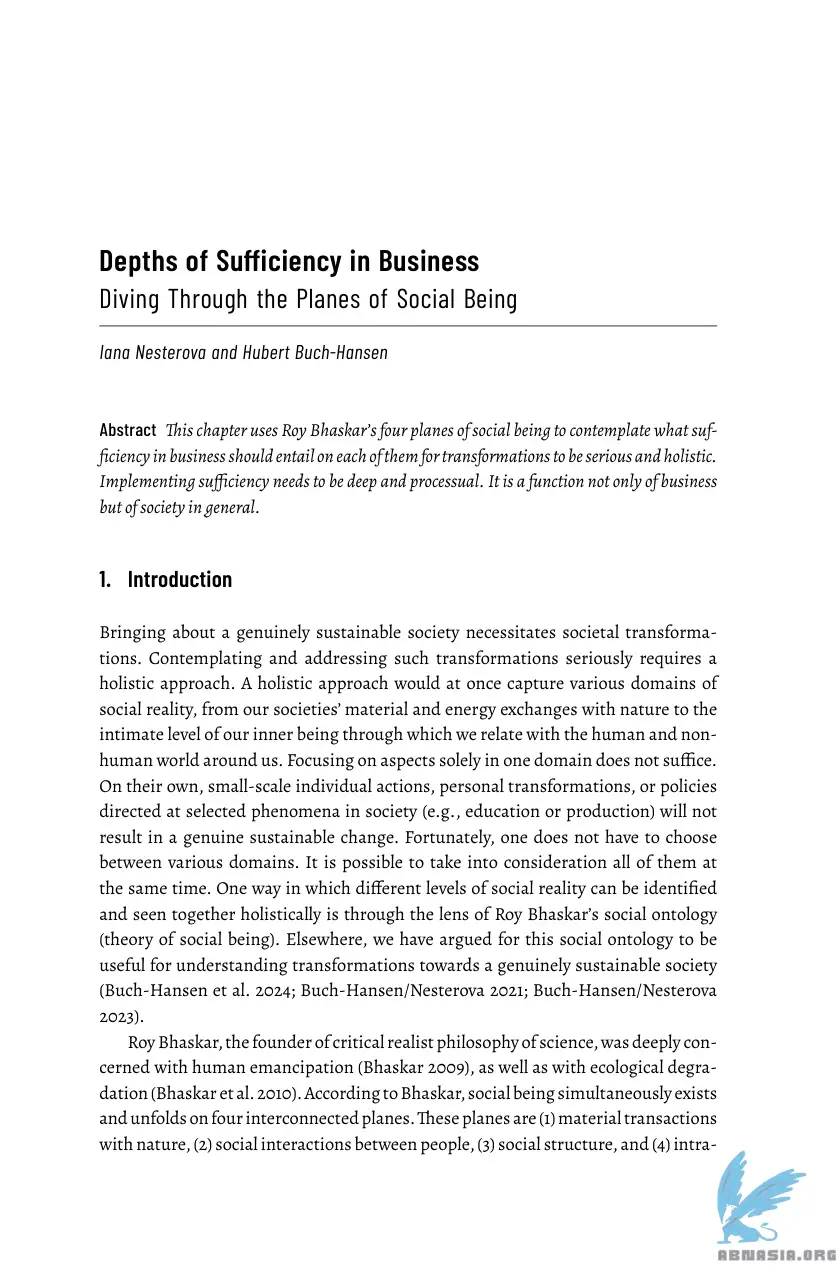 Depths of Sufficiency in Business
Diving Through the Planes of Social Being
Iana Nesterova and Hubert Buch-Hansen
Abstract This chapter uses Roy Bhaskar’s four planes of social being to contemplate what suf-
ficiency in business should entail on each of them for transformations to be serious and holistic.
Implementing sufficiency needs to be deep and processual. It is a function not only of business
but of society in general.
1. Introduction
Bringing about a genuinely sustainable society necessitates societal transforma-
tions. Contemplating and addressing such transformations seriously requires a
holistic approach. A holistic approach would at once capture various domains of
social reality, from our societies’ material and energy exchanges with nature to the
intimate level of our inner being through which we relate with the human and non-
human world around us. Focusing on aspects solely in one domain does not suffice.
On their own, small-scale individual actions, personal transformations, or policies
directed at selected phenomena in society (e.g., education or production) will not
result in a genuine sustainable change. Fortunately, one does not have to choose
between various domains. It is possible to take into consideration all of them at
the same time. One way in which different levels of social reality can be identified
and seen together holistically is through the lens of Roy Bhaskar’s social ontology
(theory of social being). Elsewhere, we have argued for this social ontology to be
useful for understanding transformations towards a genuinely sustainable society
(Buch-Hansen et al. 2024; Buch-Hansen/Nesterova 2021; Buch-Hansen/Nesterova
2023).
Roy Bhaskar, the founder of critical realist philosophy of science, was deeply con-
cerned with human emancipation (Bhaskar 2009), as well as with ecological degra-
dation (Bhaskar et al. 2010). According to Bhaskar, social being simultaneously exists
and unfolds on four interconnected planes. These planes are (1) material transactions
with nature, (2) social interactions between people, (3) social structure, and (4) intra-
ABNASIA.ORG